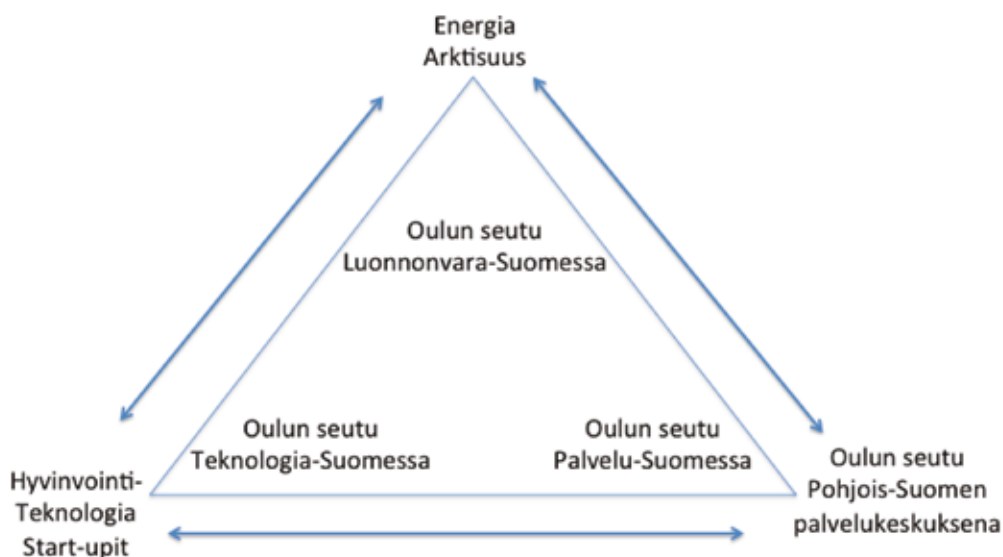 Energia
Arktisuus
Oulun seutu
Luonnonvara-Suomessa
Oulun seutu
Teknologia-Suomessa
Oulun seutu
Palvelu-Suomessa
Hyvinvointi-
Teknologia
Start-upit
Oulun seutu
Pohjois-Suomen
palvelukeskuksena